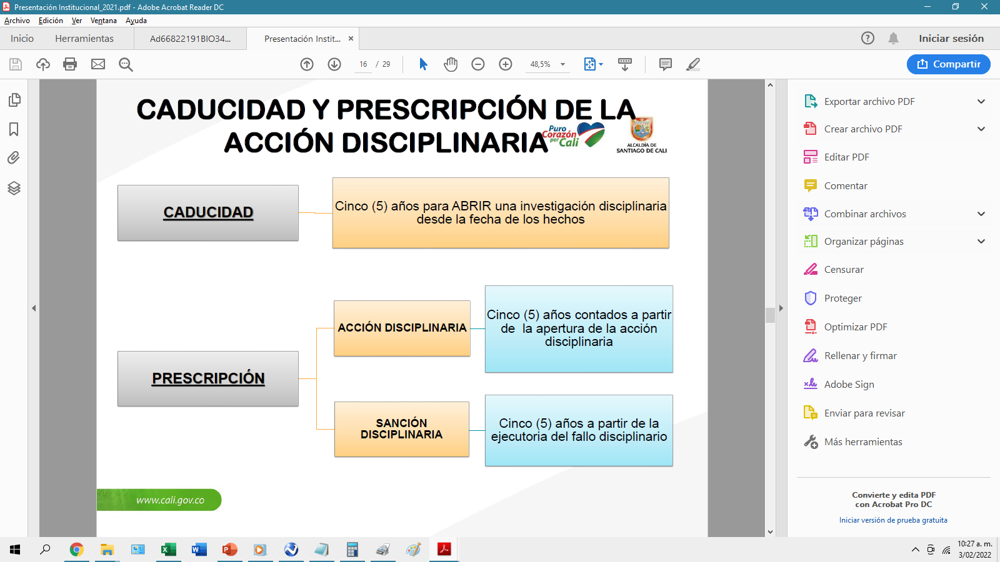 Presentación Institucional_2021.pdf - Adobe Acrobat Reader DC
Archivo Edición Ver Ventana Ayuda
Inicio Herramientas Ad66822191BIO34... Presentación Instit... ×
Iniciar sesión
16 / 29 48,5%
Compartir
CADUCIDAD Y PRESCRIPCIÓN DE LA
ACCIÓN DISCIPLINARIA
Puro
Corazón
por Cali
ALCALDÍA DE
SANTIAGO DE CALI
CADUCIDAD
Cinco (5) años para ABRIR una investigación disciplinaria
desde la fecha de los hechos
PRESCRIPCIÓN
ACCIÓN DISCIPLINARIA
Cinco (5) años contados a partir
de la apertura de la acción
disciplinaria
SANCIÓN
DISCIPLINARIA
Cinco (5) años a partir de la
ejecutoria del fallo disciplinario
www.cali.gov.co
Exportar archivo PDF
Crear archivo PDF
Editar PDF
Comentar
Combinar archivos
Organizar páginas
Censurar
Proteger
Optimizar PDF
Rellenar y firmar
Adobe Sign
Enviar para revisar
Más herramientas
Convierte y edita PDF
con Acrobat Pro DC
Iniciar versión de prueba gratuita
10:27 a. m.
3/02/2022